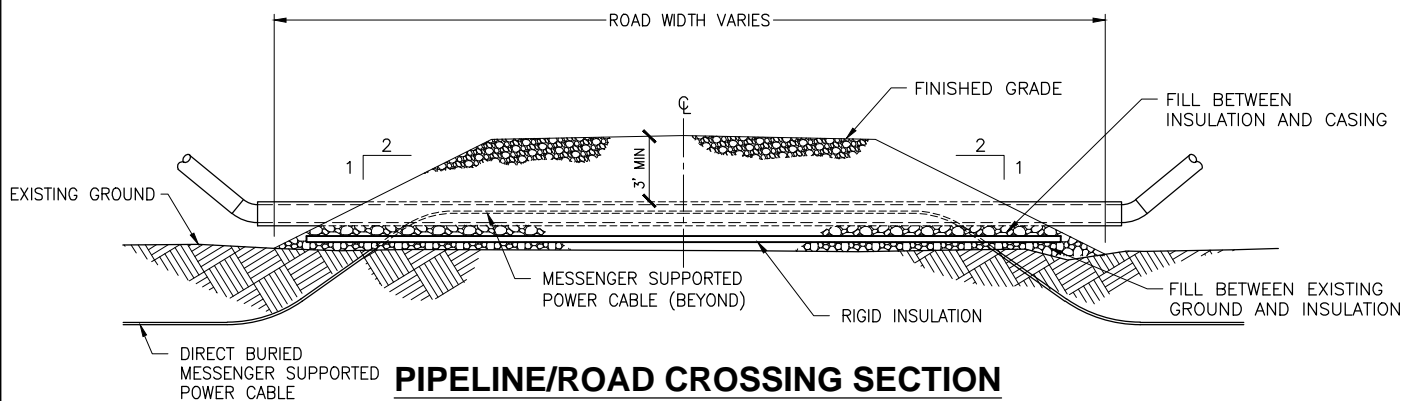 ROAD WIDTH VARIES
FINISHED GRADE
FILL BETWEEN
INSULATION AND CASING
℄
2
1
3' MIN
2
1
EXISTING GROUND
MESSENGER SUPPORTED
POWER CABLE (BEYOND)
RIGID INSULATION
FILL BETWEEN EXISTING
GROUND AND INSULATION
DIRECT BURIED
MESSENGER SUPPORTED
POWER CABLE
PIPELINE/ROAD CROSSING SECTION